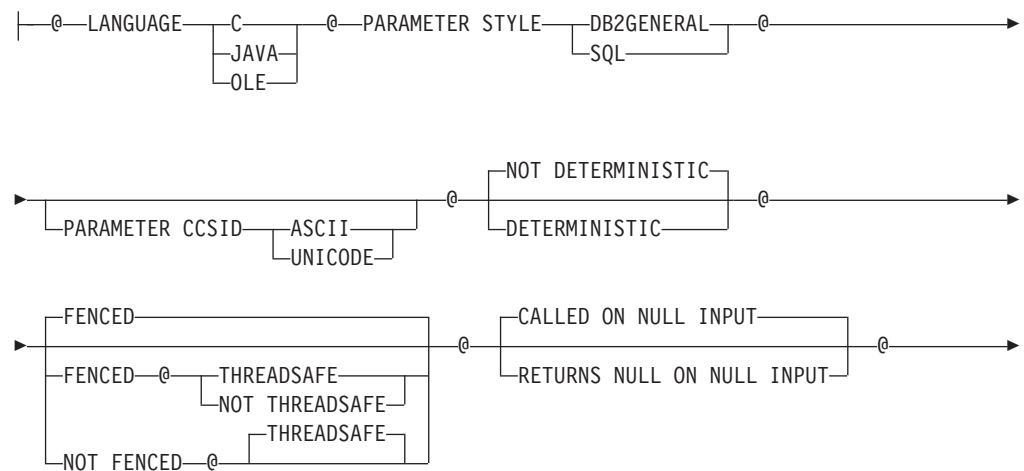 @ LANGUAGE C @ PARAMETER STYLE DB2GENERAL @
JAVA SQL
OLE
NOT DETERMINISTIC
@ @
PARAMETER CCSID ASCII DETERMINISTIC
UNICODE
FENCED CALLED ON NULL INPUT
@ @
FENCED @ THREADSAFE RETURNS NULL ON NULL INPUT
NOT THREADSAFE
THREADSAFE
NOT FENCED @